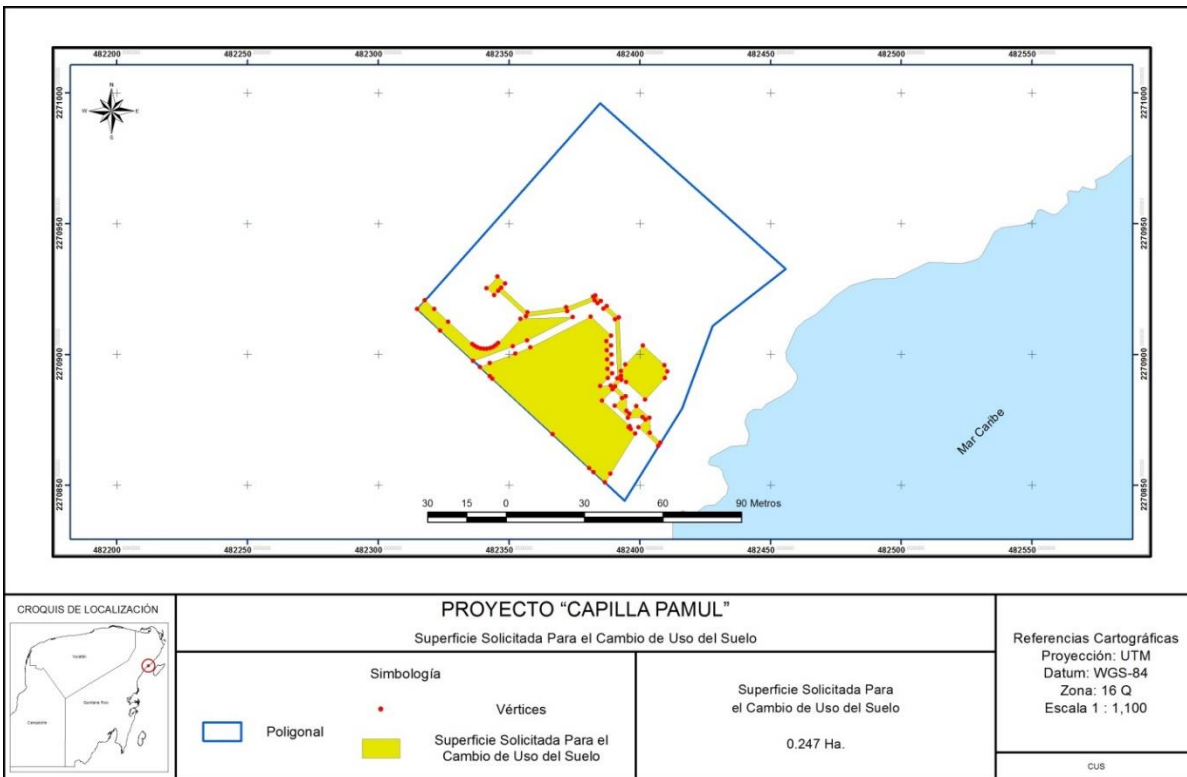 482200 482250 482300 482350 482400 482450 482500 482550
2271000 2271000
N
W E
S
2270950 2270950
2270900 2270900
Mar Caribe
2270850 2270850
30 15 0 30 60 90 Metros
482200 482250 482300 482350 482400 482450 482500 482550
CROQUIS DE LOCALIZACIÓN
Yucatán
Quintana Roo
Campeche
PROYECTO “CAPILLA PAMUL”
Superficie Solicitada Para el Cambio de Uso del Suelo
Simbología
Vértices
Poligonal
Superficie Solicitada Para el
Cambio de Uso del Suelo
Superficie Solicitada Para
el Cambio de Uso del Suelo
0.247 Ha.
Referencias Cartográficas
Proyección: UTM
Datum: WGS-84
Zona: 16 Q
Escala 1 : 1,100
CUS